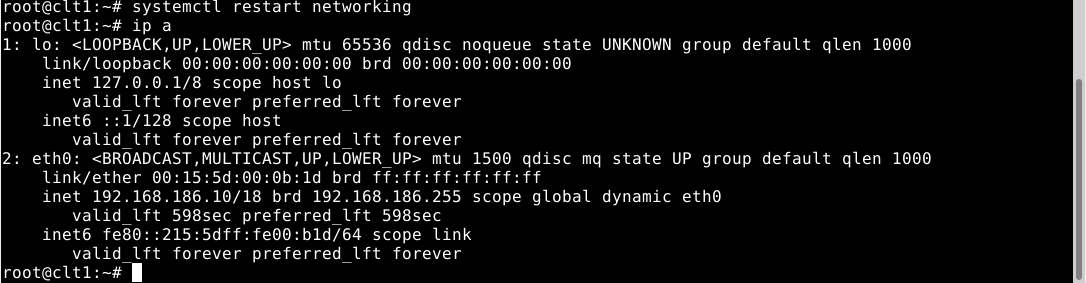 root@clt1:~# systemctl restart networking
root@clt1:~# ip a
1: lo: <LOOPBACK,UP,LOWER_UP> mtu 65536 qdisc noqueue state UNKNOWN group default qlen 1000
    link/loopback 00:00:00:00:00:00 brd 00:00:00:00:00:00
    inet 127.0.0.1/8 scope host lo
       valid_lft forever preferred_lft forever
    inet6 ::1/128 scope host
       valid_lft forever preferred_lft forever
2: eth0: <BROADCAST,MULTICAST,UP,LOWER_UP> mtu 1500 qdisc mq state UP group default qlen 1000
    link/ether 00:15:5d:00:0b:1d brd ff:ff:ff:ff:ff:ff
    inet 192.168.186.10/18 brd 192.168.186.255 scope global dynamic eth0
       valid_lft 598sec preferred_lft 598sec
    inet6 fe80::215:5dff:fe00:b1d/64 scope link
       valid_lft forever preferred_lft forever
root@clt1:~#